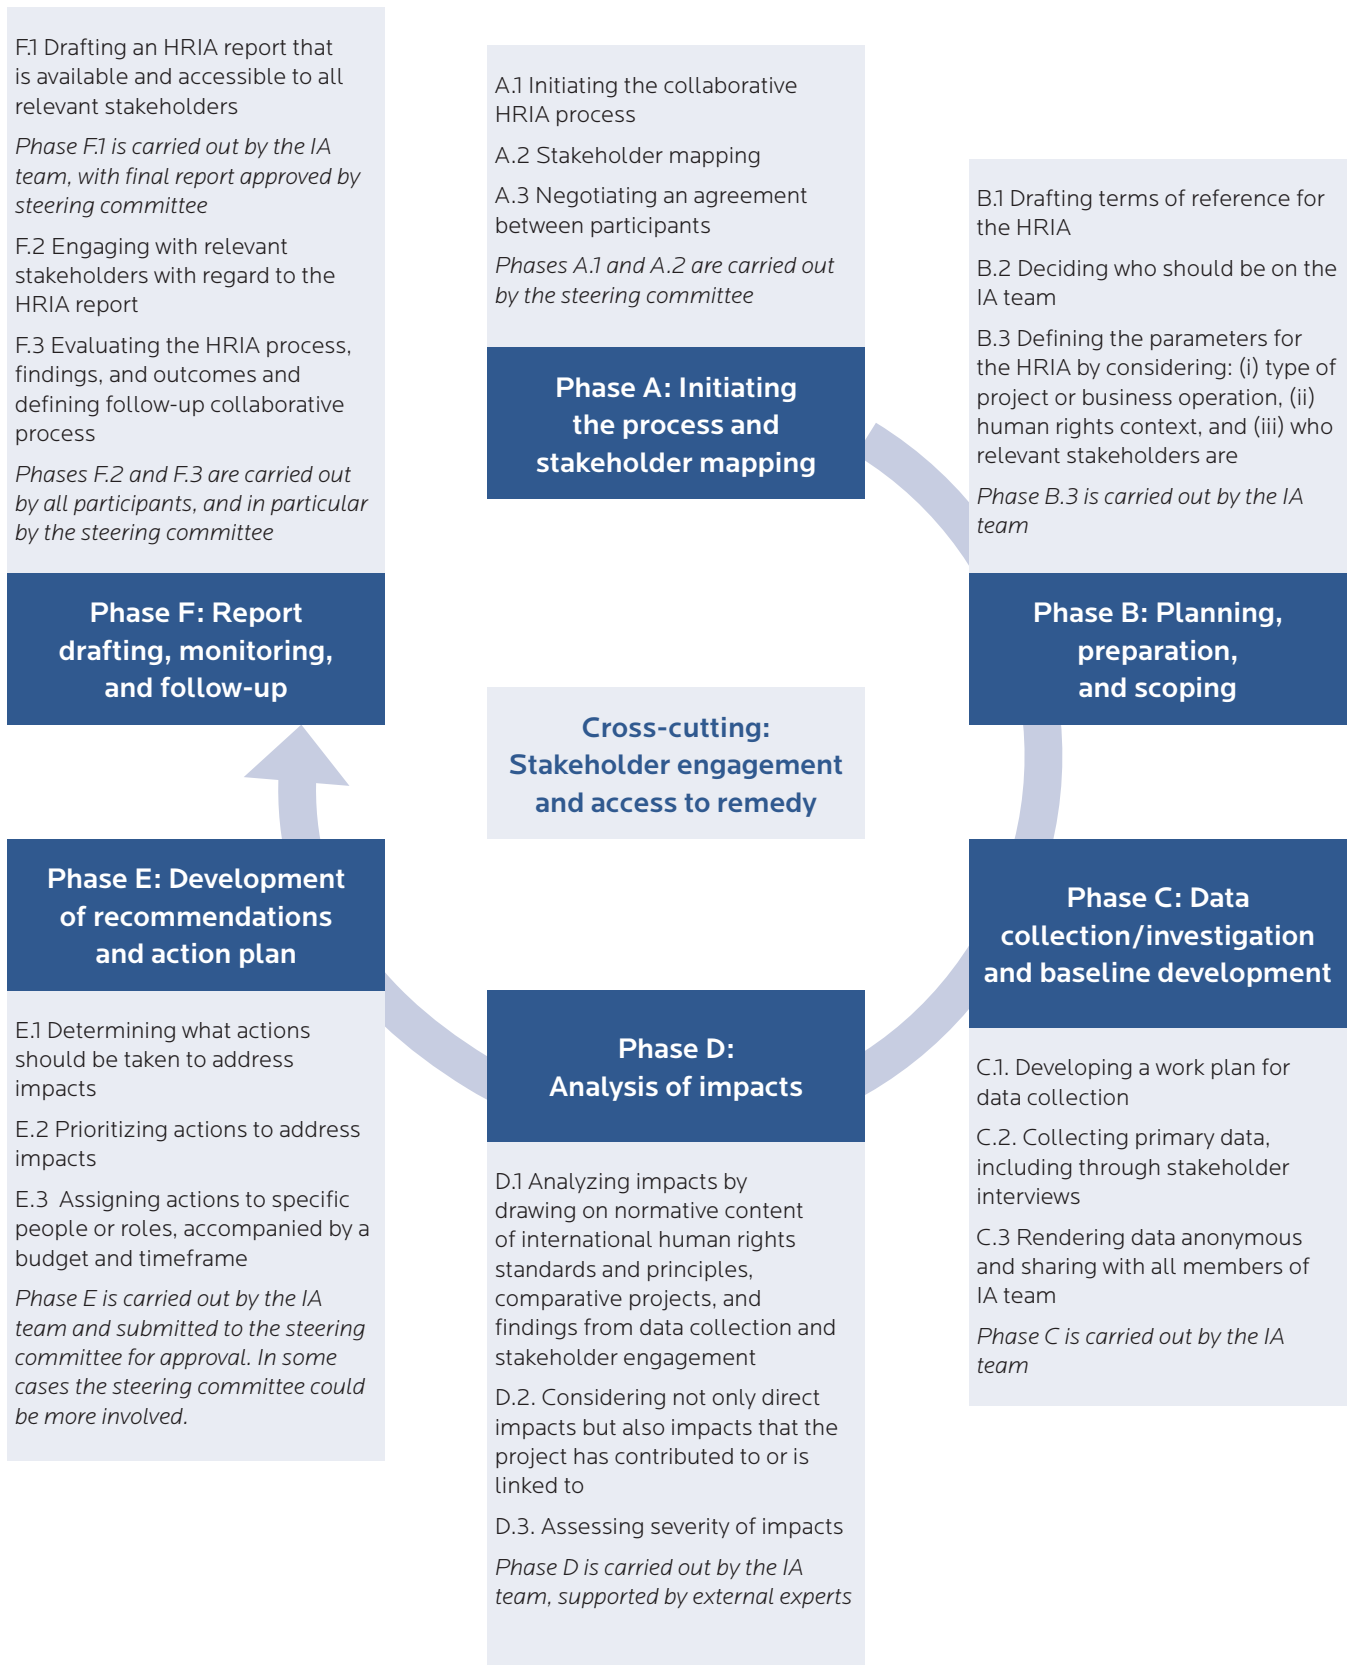 A.1 Initiating the collaborative
HRIA process
A.2 Stakeholder mapping
A.3 Negotiating an agreement
between participants
Phases A.1 and A.2 are carried out
by the steering committee
Phase A: Initiating
the process and
stakeholder mapping
B.1 Drafting terms of reference for
the HRIA
B.2 Deciding who should be on the
IA team
B.3 Defining the parameters for
the HRIA by considering: (i) type of
project or business operation, (ii)
human rights context, and (iii) who
relevant stakeholders are
Phase B.3 is carried out by the IA
team
Phase B: Planning,
preparation,
and scoping
Phase C: Data
collection/investigation
and baseline development
C.1. Developing a work plan for
data collection
C.2. Collecting primary data,
including through stakeholder
interviews
C.3 Rendering data anonymous
and sharing with all members of
IA team
Phase C is carried out by the IA
team
Phase D:
Analysis of impacts
D.1 Analyzing impacts by
drawing on normative content
of international human rights
standards and principles,
comparative projects, and
findings from data collection and
stakeholder engagement
D.2. Considering not only direct
impacts but also impacts that the
project has contributed to or is
linked to
D.3. Assessing severity of impacts
Phase D is carried out by the IA
team, supported by external experts
Phase E: Development
of recommendations
and action plan
E.1 Determining what actions
should be taken to address
impacts
E.2 Prioritizing actions to address
impacts
E.3 Assigning actions to specific
people or roles, accompanied by a
budget and timeframe
Phase E is carried out by the IA
team and submitted to the steering
committee for approval. In some
cases the steering committee could
be more involved.
F.1 Drafting an HRIA report that
is available and accessible to all
relevant stakeholders
Phase F.1 is carried out by the IA
team, with final report approved by
steering committee
F.2 Engaging with relevant
stakeholders with regard to the
HRIA report
F.3 Evaluating the HRIA process,
findings, and outcomes and
defining follow-up collaborative
process
Phases F.2 and F.3 are carried out
by all participants, and in particular
by the steering committee
Phase F: Report
drafting, monitoring,
and follow-up
Cross-cutting:
Stakeholder engagement
and access to remedy